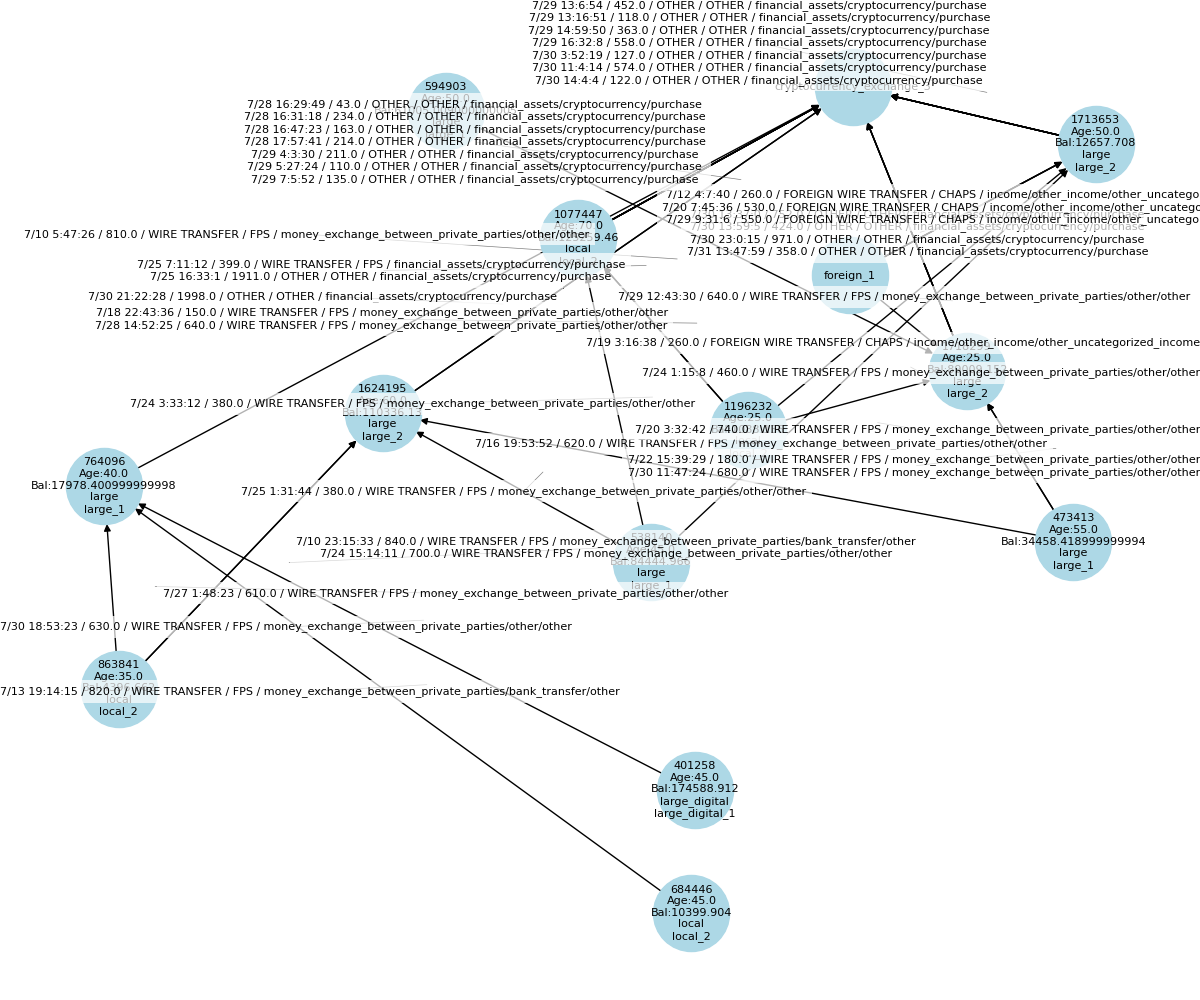 7/29 13:6:54 / 452.0 / OTHER / OTHER / financial_assets/cryptocurrency/purchase
7/29 13:16:51 / 118.0 / OTHER / OTHER / financial_assets/cryptocurrency/purchase
7/29 14:59:50 / 363.0 / OTHER / OTHER / financial_assets/cryptocurrency/purchase
7/29 16:32:8 / 558.0 / OTHER / OTHER / financial_assets/cryptocurrency/purchase
7/30 3:52:19 / 127.0 / OTHER / OTHER / financial_assets/cryptocurrency/purchase
7/30 11:4:14 / 574.0 / OTHER / OTHER / financial_assets/cryptocurrency/purchase
7/30 14:4:4 / 122.0 / OTHER / OTHER / financial_assets/cryptocurrency/purchase
cryptocurrency_exchange_3
594903
Age:50.0
7/28 16:29:49 / 43.0 / OTHER / OTHER / financial_assets/cryptocurrency/purchase
7/28 16:31:18 / 234.0 / OTHER / OTHER / financial_assets/cryptocurrency/purchase
7/28 16:47:23 / 163.0 / OTHER / OTHER / financial_assets/cryptocurrency/purchase
7/28 17:57:41 / 214.0 / OTHER / OTHER / financial_assets/cryptocurrency/purchase
7/29 4:3:30 / 211.0 / OTHER / OTHER / financial_assets/cryptocurrency/purchase
7/29 5:27:24 / 110.0 / OTHER / OTHER / financial_assets/cryptocurrency/purchase
7/29 7:5:52 / 135.0 / OTHER / OTHER / financial_assets/cryptocurrency/purchase
1713653
Age:50.0
Bal:12657.708
large
large_2
7/12 4:7:40 / 260.0 / FOREIGN WIRE TRANSFER / CHAPS / income/other_income/other_uncatego
7/20 7:45:36 / 530.0 / FOREIGN WIRE TRANSFER / CHAPS / income/other_income/other_uncatego
7/29 9:31:6 / 550.0 / FOREIGN WIRE TRANSFER / CHAPS / income/other_income/other_uncatego
7/30 13:59:5 / 424.0 / OTHER / OTHER / financial_assets/cryptocurrency/purchase
7/30 23:0:15 / 971.0 / OTHER / OTHER / financial_assets/cryptocurrency/purchase
7/31 13:47:59 / 358.0 / OTHER / OTHER / financial_assets/cryptocurrency/purchase
1077447
Age:70.0
9.46
local
local_2
7/10 5:47:26 / 810.0 / WIRE TRANSFER / FPS / money_exchange_between_private_parties/other/other
7/25 7:11:12 / 399.0 / WIRE TRANSFER / FPS / financial_assets/cryptocurrency/purchase
7/25 16:33:1 / 1911.0 / OTHER / OTHER / financial_assets/cryptocurrency/purchase
foreign_1
7/30 21:22:28 / 1998.0 / OTHER / OTHER / financial_assets/cryptocurrency/purchase
7/29 12:43:30 / 640.0 / WIRE TRANSFER / FPS / money_exchange_between_private_parties/other/other
7/18 22:43:36 / 150.0 / WIRE TRANSFER / FPS / money_exchange_between_private_parties/other/other
7/28 14:52:25 / 640.0 / WIRE TRANSFER / FPS / money_exchange_between_private_parties/other/other
7/19 3:16:38 / 260.0 / FOREIGN WIRE TRANSFER / CHAPS / income/other_income/other_uncategorized_income
Age:25.0
large
large_2
7/24 1:15:8 / 460.0 / WIRE TRANSFER / FPS / money_exchange_between_private_parties/other/other
1624195
Age:60.0
Bal:110336.13
large
large_2
7/24 3:33:12 / 380.0 / WIRE TRANSFER / FPS / money_exchange_between_private_parties/other/other
1196232
Age:25.0
7/20 3:32:42 / 740.0 / WIRE TRANSFER / FPS / money_exchange_between_private_parties/other/other
7/16 19:53:52 / 620.0 / WIRE TRANSFER / FPS / money_exchange_between_private_parties/other/other
7/22 15:39:29 / 180.0 / WIRE TRANSFER / FPS / money_exchange_between_private_parties/other/other
7/30 11:47:24 / 680.0 / WIRE TRANSFER / FPS / money_exchange_between_private_parties/other/other
764096
Age:40.0
Bal:17978.400999999998
large
large_1
7/25 1:31:44 / 380.0 / WIRE TRANSFER / FPS / money_exchange_between_private_parties/other/other
473413
Age:55.0
Bal:34458.418999999994
large
large_1
7/10 23:15:33 / 840.0 / WIRE TRANSFER / FPS / money_exchange_between_private_parties/bank_transfer/other
7/24 15:14:11 / 700.0 / WIRE TRANSFER / FPS / money_exchange_between_private_parties/other/other
large
large_1
7/27 1:48:23 / 610.0 / WIRE TRANSFER / FPS / money_exchange_between_private_parties/other/other
7/30 18:53:23 / 630.0 / WIRE TRANSFER / FPS / money_exchange_between_private_parties/other/other
863841
Age:35.0
7/13 19:14:15 / 820.0 / WIRE TRANSFER / FPS / money_exchange_between_private_parties/bank_transfer/other
local
local_2
401258
Age:45.0
Bal:174588.912
large_digital
large_digital_1
684446
Age:45.0
Bal:10399.904
local
local_2